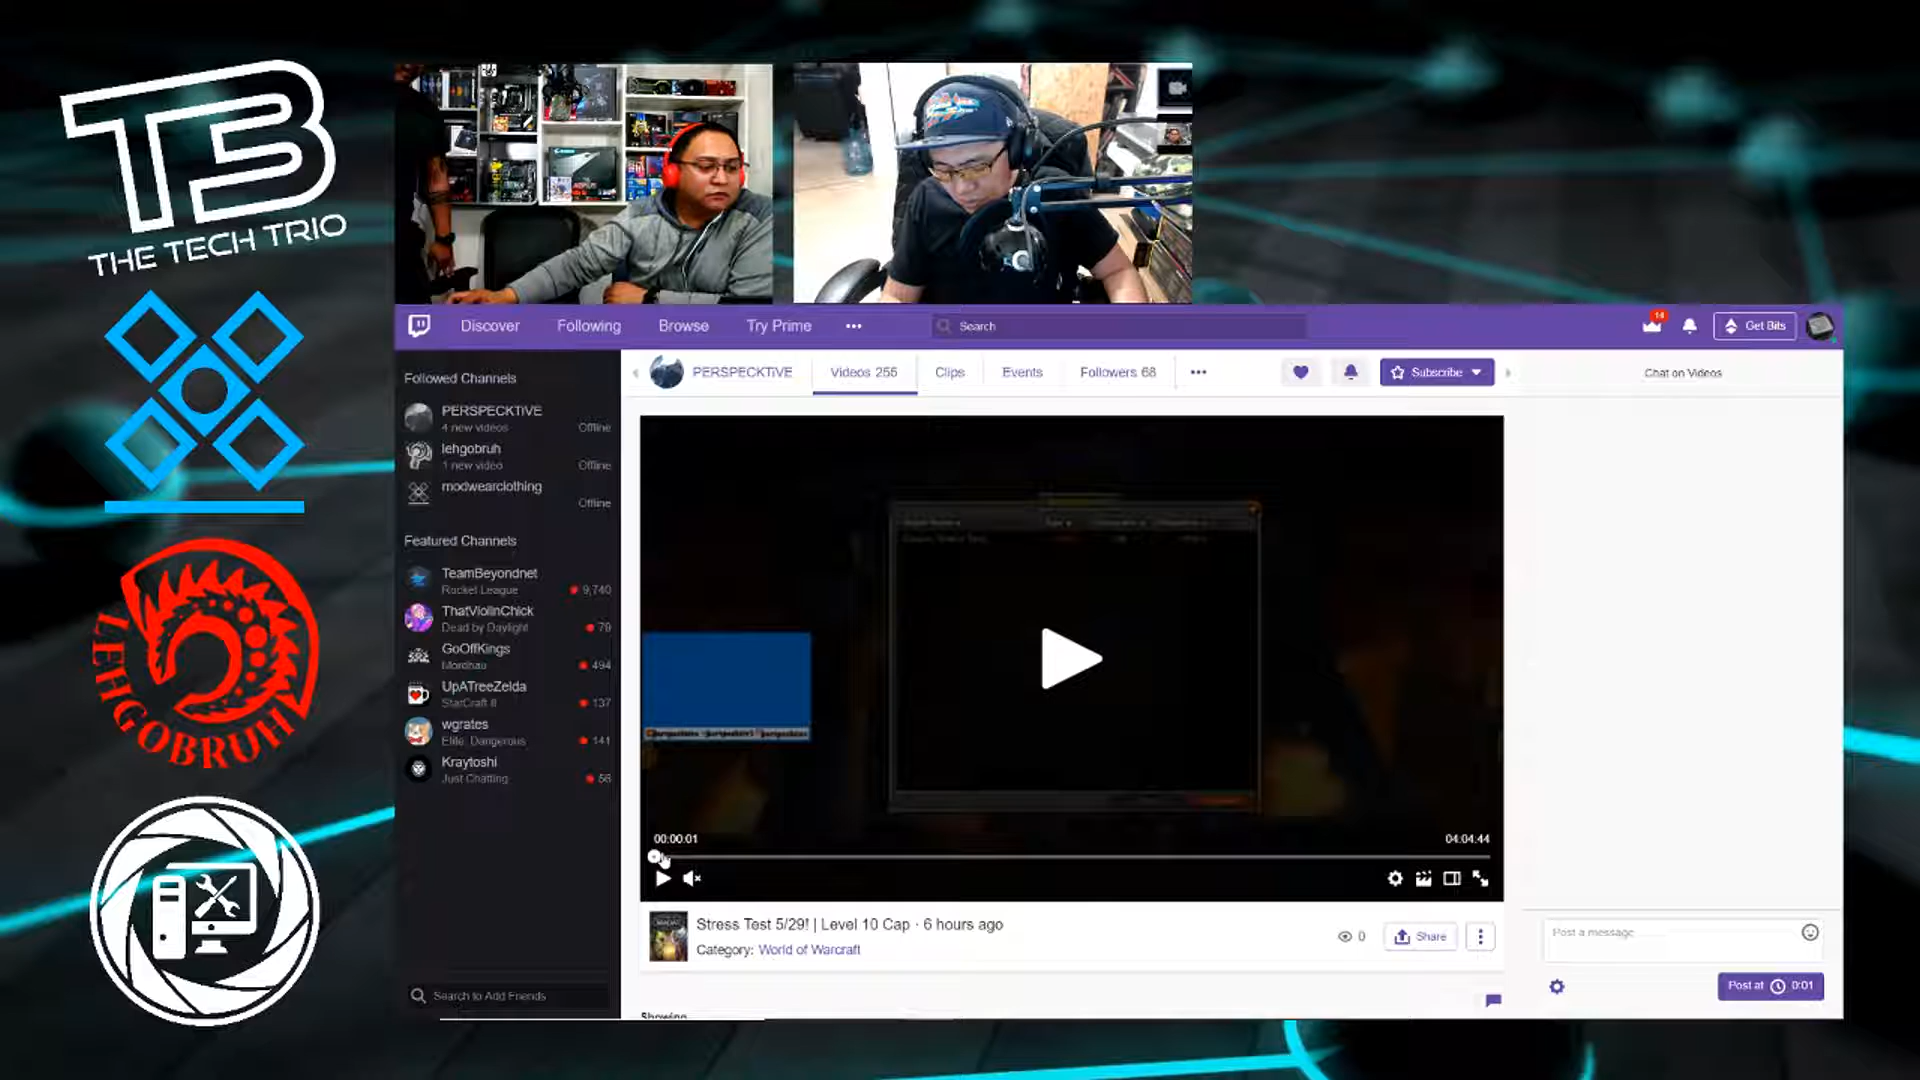 TB
THE TECH TRIO
LEHGOBRUH
Discover
Following
Browse
Try Prime
Search
14
Get Bits
Followed Channels
PERSPECKTiVE
4 new videos
Offline
lehgobruh
1 new video
Offline
modwearclothing
Offline
Featured Channels
TeamBeyondnet
Rocket League
9,740
ThatViolinChick
Dead by Daylight
79
GoOffKings
Mordhau
494
UpATreeZelda
StarCraft II
137
wgrates
Elite: Dangerous
141
Kraytoshi
Just Chatting
56
Search to Add Friends
PERSPECKTiVE
Videos 255
Clips
Events
Followers 68
Subscribe
Chat on Videos
00:00:01
04:04:44
Stress Test 5/29! | Level 10 Cap · 6 hours ago
Category: World of Warcraft
0
Share
Showing
Post a message
Post at 0:01